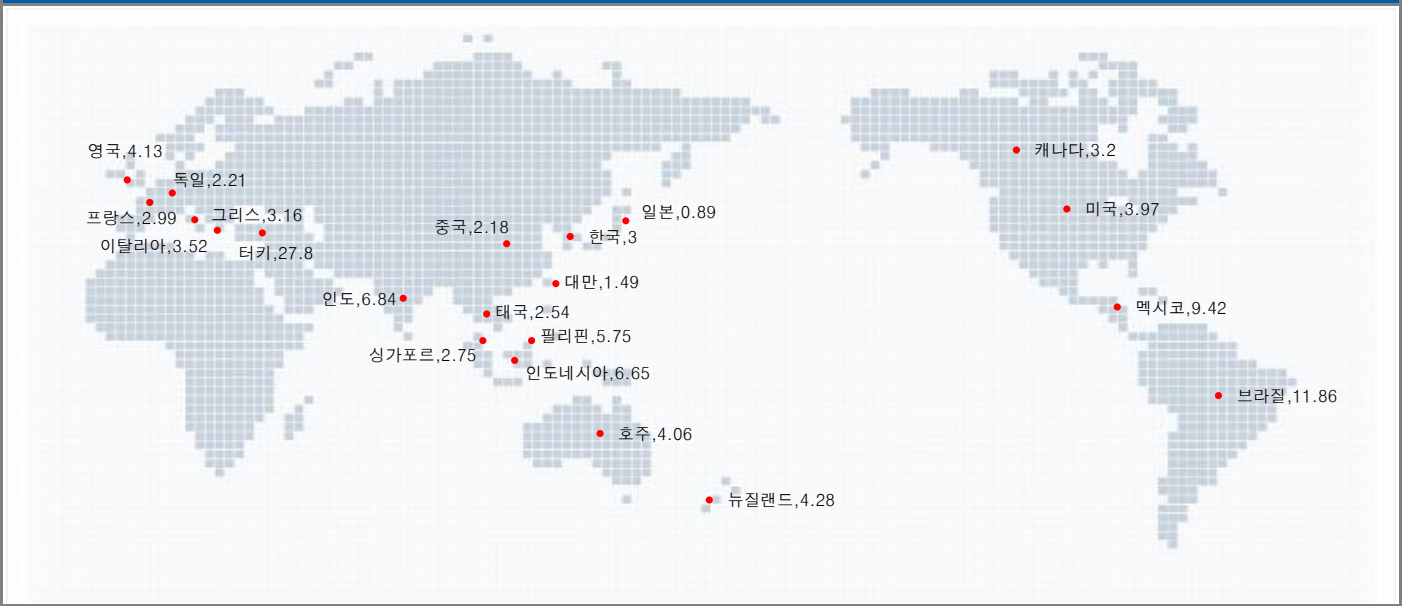 영국,4.13
캐나다,3.2
독일,2.21
프랑스,2.99
그리스,3.16
일본,0.89
미국,3.97
중국,2.18
한국,3
이탈리아,3.52
터키,27.8
대만,1.49
인도,6.84
태국,2.54
멕시코,9.42
필리핀,5.75
싱가포르,2.75
인도네시아,6.65
브라질,11.86
호주,4.06
뉴질랜드,4.28